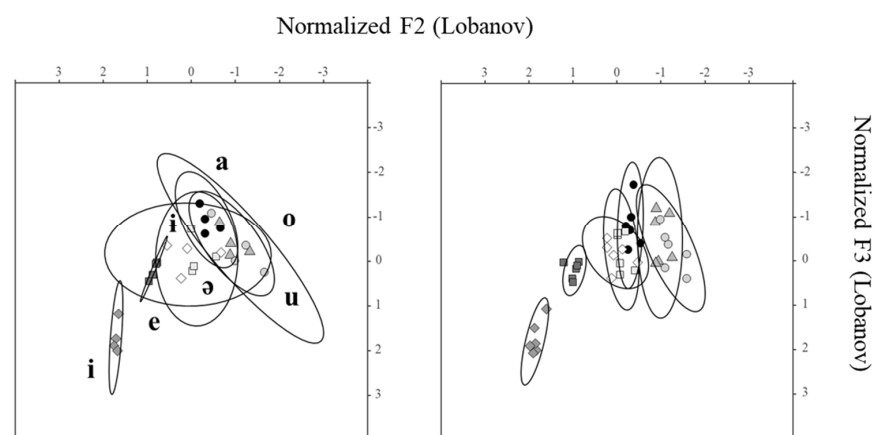 Normalized F2 (Lobanov)
3 2 1 0 -1 -2 -3
3 2 1 0 -1 -2 -3
-3
-2
-1
0
1
2
3
a
o
ɨ
ə
u
e
i
-3
-2
-1
0
1
2
3
Normalized F3 (Lobanov)